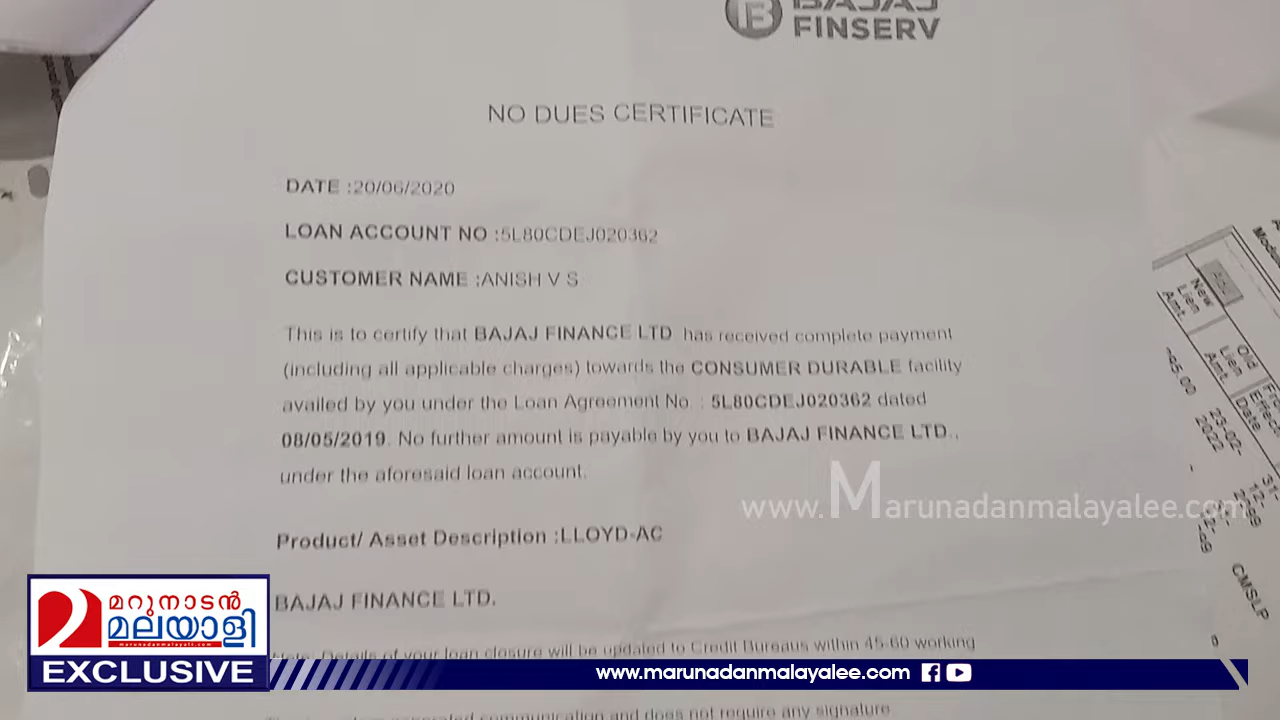 BAJAJ
FINSERV
NO DUES CERTIFICATE
DATE :20/06/2020
LOAN ACCOUNT NO :5L80CDEJ020362
CUSTOMER NAME :ANISH V S
This is to certify that BAJAJ FINANCE LTD has received complete payment
(including all applicable charges) towards the CONSUMER DURABLE facility
availed by you under the Loan Agreement No. : 5L80CDEJ020362 dated
08/05/2019. No further amount is payable by you to BAJAJ FINANCE LTD.,
under the aforesaid loan account.
Product/ Asset Description :LLOYD-AC
BAJAJ FINANCE LTD.
Note: Details of your loan closure will be updated to Credit Bureaus within 45-60 working
generated communication and does not require any signature.
New
Lien
Amt
Old
Lien
Amt.
Effect
Date
23-02-
2022
31-
12-
CMSLP
www.Marunadanmalayalee.com
മറുനാടൻ
മലയാളി
www.marunadanmalayalee.com
EXCLUSIVE